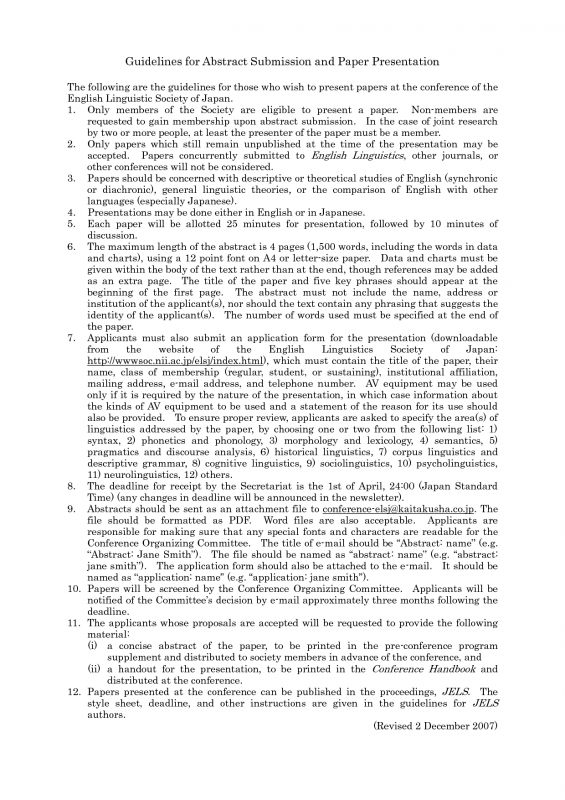 Guidelines for Abstract Submission and Paper Presentation
The following are the guidelines for those who wish to present papers at the conference of the
English Linguistic Society of Japan.
1. Only members of the Society are eligible to present a paper. Non-members are
requested to gain membership upon abstract submission. In the case of joint research
by two or more people, at least the presenter of the paper must be a member.
2. Only papers which still remain unpublished at the time of the presentation may be
accepted. Papers concurrently submitted to English Linguistics, other journals, or
other conferences will not be considered.
3. Papers should be concerned with descriptive or theoretical studies of English (synchronic
or diachronic), general linguistic theories, or the comparison of English with other
languages (especially Japanese).
4. Presentations may be done either in English or in Japanese.
5. Each paper will be allotted 25 minutes for presentation, followed by 10 minutes of
discussion.
6. The maximum length of the abstract is 4 pages (1,500 words, including the words in data
and charts), using a 12 point font on A4 or letter-size paper. Data and charts must be
given within the body of the text rather than at the end, though references may be added
as an extra page. The title of the paper and five key phrases should appear at the
beginning of the first page. The abstract must not include the name, address or
institution of the applicant(s), nor should the text contain any phrasing that suggests the
identity of the applicant(s). The number of words used must be specified at the end of
the paper.
7. Applicants must also submit an application form for the presentation (downloadable
from the website of the English Linguistics Society of Japan:
http://wwwsoc.nii.ac.jp/elsj/index.html), which must contain the title of the paper, their
name, class of membership (regular, student, or sustaining), institutional affiliation,
mailing address, e-mail address, and telephone number. AV equipment may be used
only if it is required by the nature of the presentation, in which case information about
the kinds of AV equipment to be used and a statement of the reason for its use should
also be provided. To ensure proper review, applicants are asked to specify the area(s) of
linguistics addressed by the paper, by choosing one or two from the following list: 1)
syntax, 2) phonetics and phonology, 3) morphology and lexicology, 4) semantics, 5)
pragmatics and discourse analysis, 6) historical linguistics, 7) corpus linguistics and
descriptive grammar, 8) cognitive linguistics, 9) sociolinguistics, 10) psycholinguistics,
11) neurolinguistics, 12) others.
8. The deadline for receipt by the Secretariat is the 1st of April, 24:00 (Japan Standard
Time) (any changes in deadline will be announced in the newsletter).
9. Abstracts should be sent as an attachment file to conference-elsj@kaitakusha.co.jp. The
file should be formatted as PDF. Word files are also acceptable. Applicants are
responsible for making sure that any special fonts and characters are readable for the
Conference Organizing Committee. The title of e-mail should be “Abstract: name” (e.g.
“Abstract: Jane Smith”). The file should be named as “abstract: name” (e.g. “abstract:
jane smith”). The application form should also be attached to the e-mail. It should be
named as “application: name” (e.g. “application: jane smith”).
10. Papers will be screened by the Conference Organizing Committee. Applicants will be
notified of the Committee’s decision by e-mail approximately three months following the
deadline.
11. The applicants whose proposals are accepted will be requested to provide the following
material:
(i) a concise abstract of the paper, to be printed in the pre-conference program
supplement and distributed to society members in advance of the conference, and
(ii) a handout for the presentation, to be printed in the Conference Handbook and
distributed at the conference.
12. Papers presented at the conference can be published in the proceedings, JELS. The
style sheet, deadline, and other instructions are given in the guidelines for JELS
authors.
(Revised 2 December 2007)